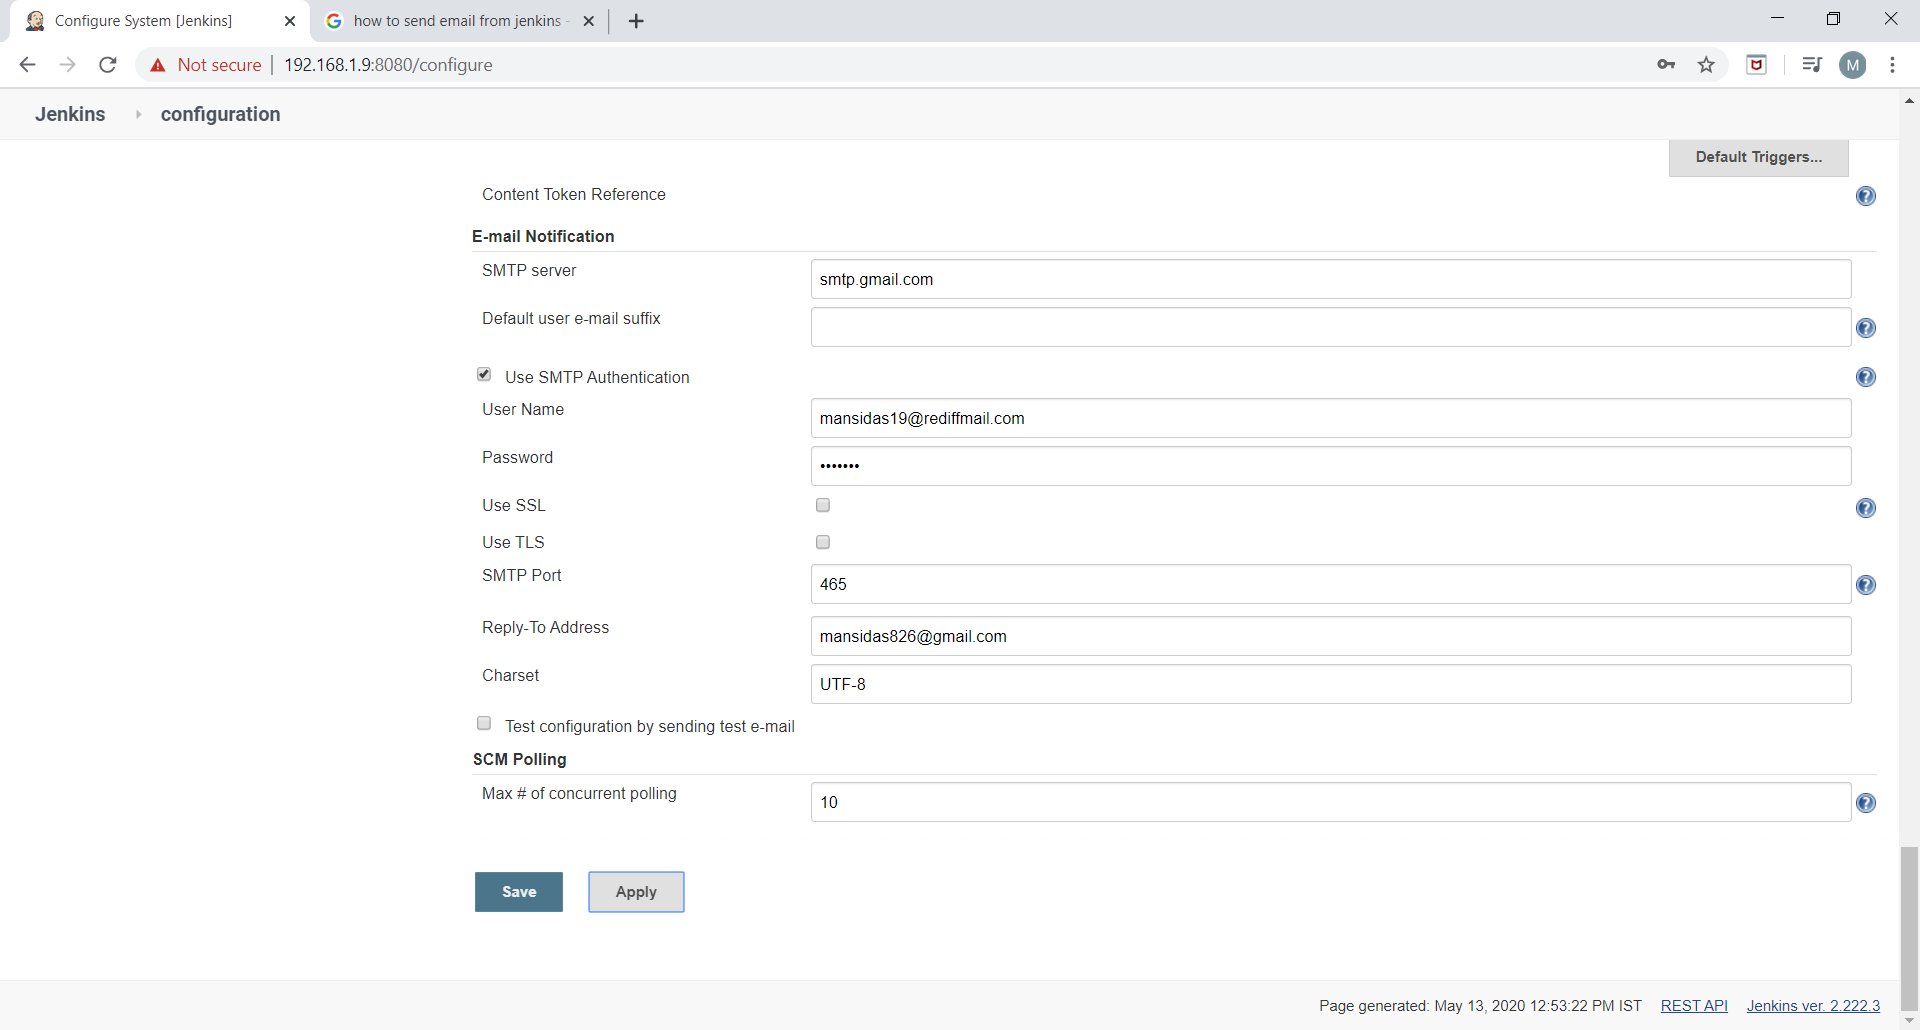 Configure System [Jenkins]
how to send email from jenkins -
Not secure | 192.168.1.9:8080/configure
M
Jenkins
configuration
Default Triggers...
Content Token Reference
E-mail Notification
SMTP server
smtp.gmail.com
Default user e-mail suffix
Use SMTP Authentication
User Name
mansidas19@rediffmail.com
Password
•••••••
Use SSL
Use TLS
SMTP Port
465
Reply-To Address
mansidas826@gmail.com
Charset
UTF-8
Test configuration by sending test e-mail
SCM Polling
Max # of concurrent polling
10
Save
Apply
Page generated: May 13, 2020 12:53:22 PM IST REST API Jenkins ver. 2.222.3